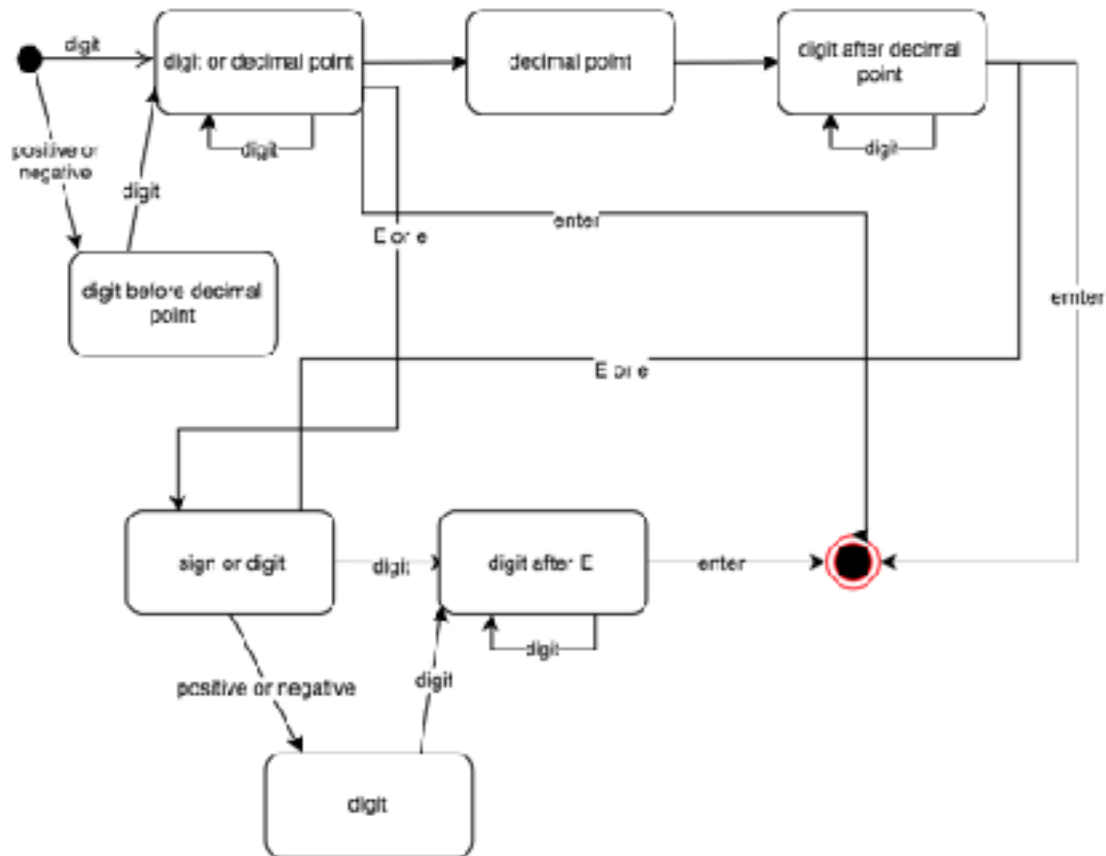 digit
digit or decimal point
decimal point
digit after decimal
point
digit
digit
positive or
negative
digit
enter
E or e
digit before decimal
point
enter
E or e
sign or digit
digit
digit after E
enter
digit
positive or negative
digit
digit